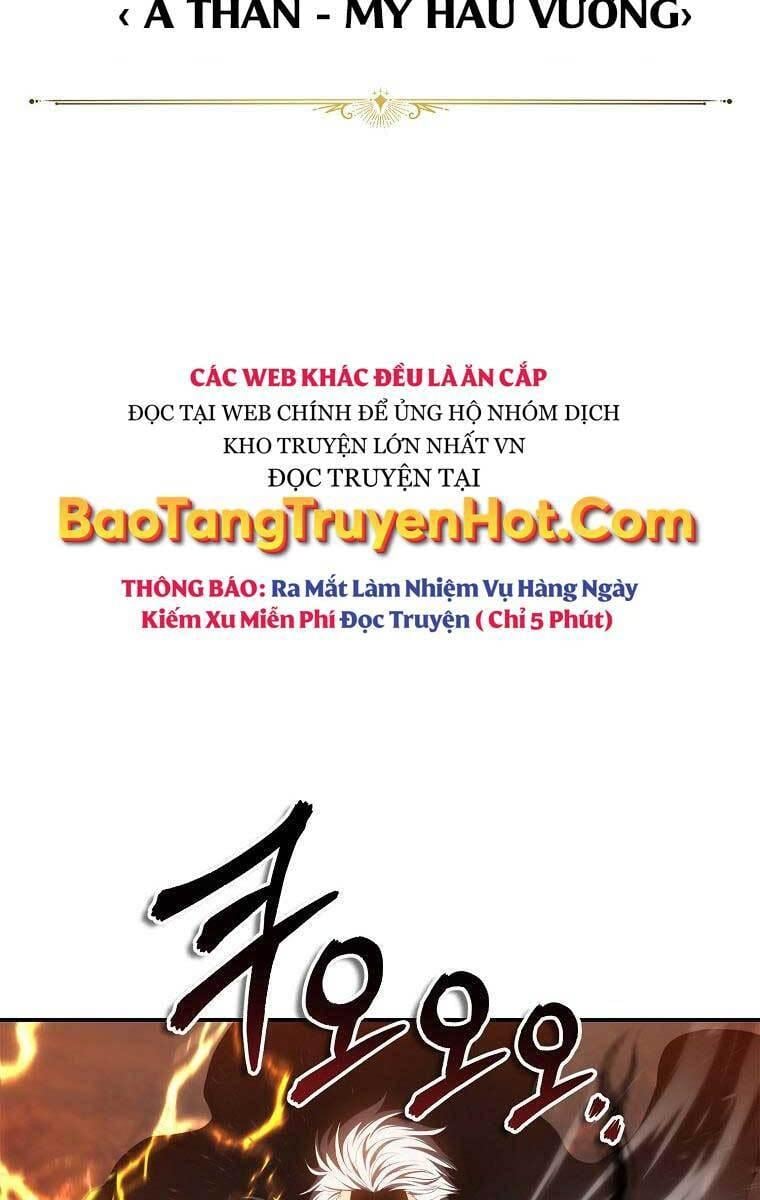 ‹ Á THẦN - MỸ HẦU VƯƠNG›
CÁC WEB KHÁC ĐỀU LÀ ĂN CẮP
ĐỌC TẠI WEB CHÍNH ĐỂ ỦNG HỘ NHÓM DỊCH
KHO TRUYỆN LỚN NHẤT VN
ĐỌC TRUYỆN TẠI
BaoTangTruyenHot.Com
THÔNG BÁO: Ra Mắt Làm Nhiệm Vụ Hàng Ngày
Kiếm Xu Miễn Phí Đọc Truyện ( Chỉ 5 Phút)
쿠오오오..